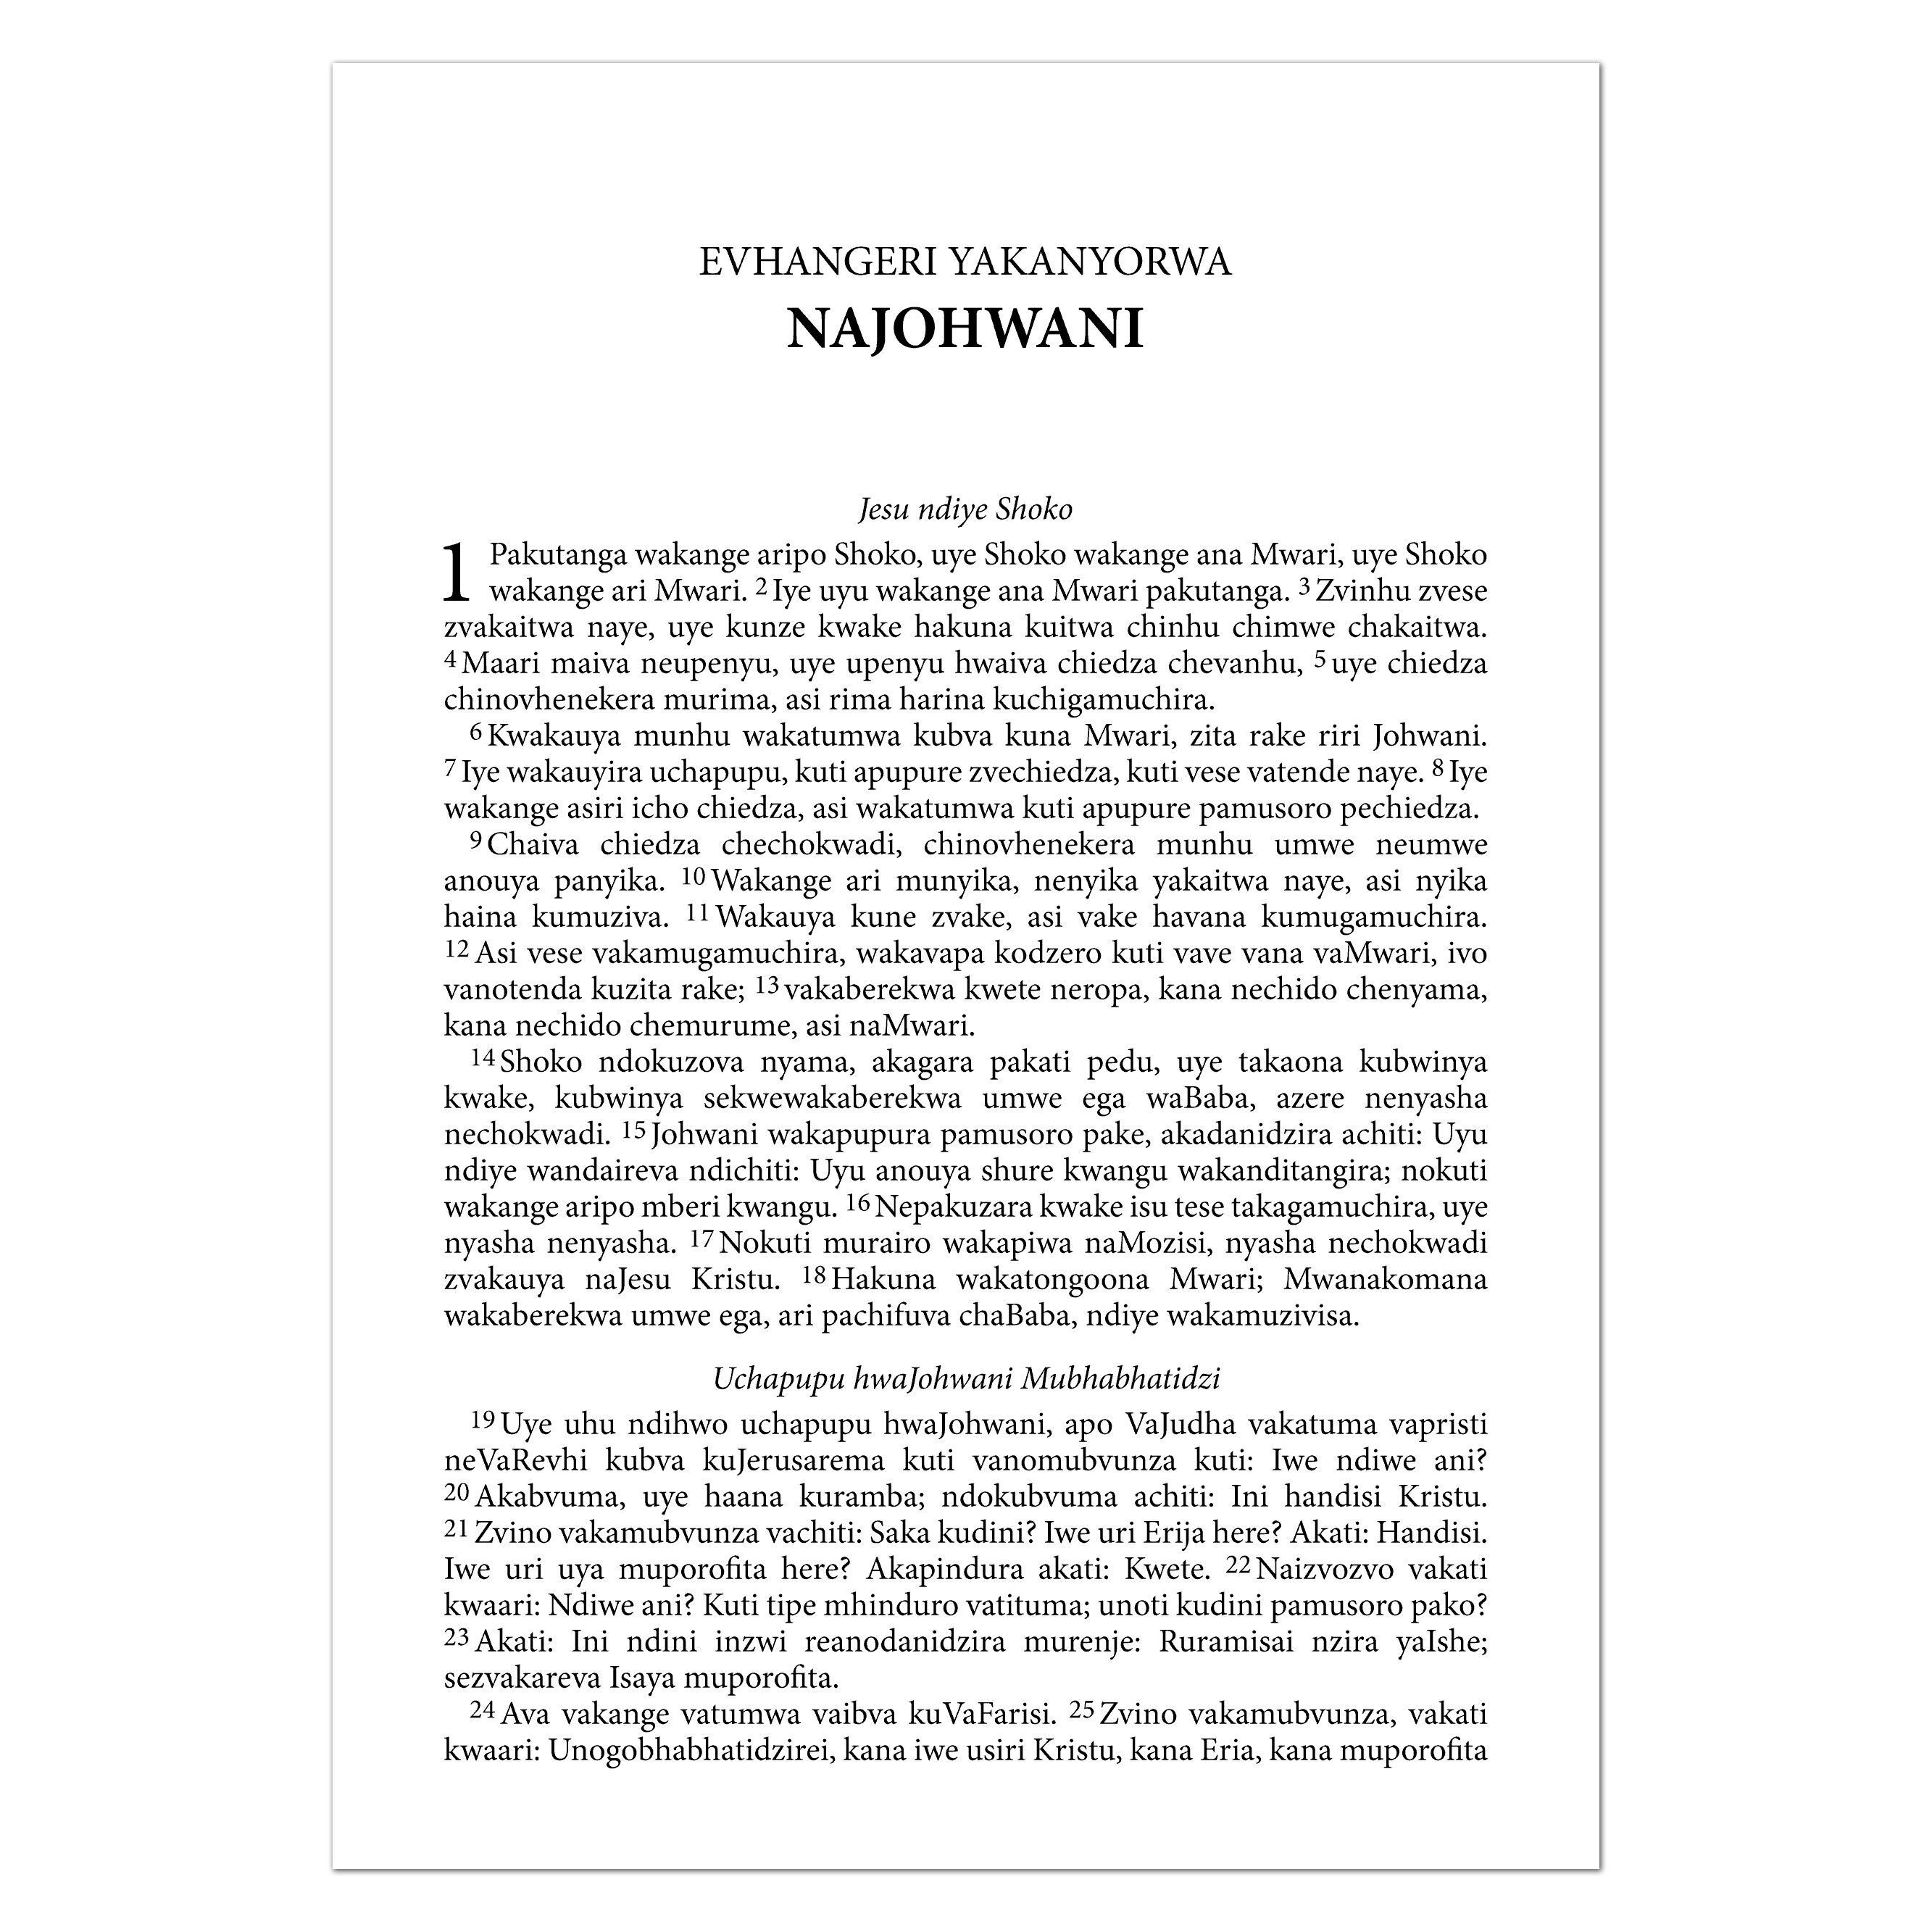 EVHANGERI YAKANYORWA
NAJOHWANI
Jesu ndiye Shoko
1 Pakutanga wakange aripo Shoko, uye Shoko wakange ana Mwari, uye Shoko
wakange ari Mwari. 2 Iye uyu wakange ana Mwari pakutanga. 3 Zvinhu zvese
zvakaitwa naye, uye kunze kwake hakuna kuitwa chinhu chimwe chakaitwa.
4 Maari maiva neupenyu, uye upenyu hwaiva chiedza chevanhu, 5 uye chiedza
chinovhenekera murima, asi rima harina kuchigamuchira.
6 Kwakauya munhu wakatumwa kubva kuna Mwari, zita rake riri Johwani.
7 Iye wakauyira uchapupu, kuti apupure zvechiedza, kuti vese vatende naye. 8 Iye
wakange asiri icho chiedza, asi wakatumwa kuti apupure pamusoro pechiedza.
9 Chaiva chiedza chechokwadi, chinovhenekera munhu umwe neumwe
anouya panyika. 10 Wakange ari munyika, nenyika yakaitwa naye, asi nyika
haina kumuziva. 11 Wakauya kune zvake, asi vake havana kumugamuchira.
12 Asi vese vakamugamuchira, wakavapa kodzero kuti vave vana vaMwari, ivo
vanotenda kuzita rake; 13 vakaberekwa kwete neropa, kana nechido chenyama,
kana nechido chemurume, asi naMwari.
14 Shoko ndokuzova nyama, akagara pakati pedu, uye takaona kubwinya
kwake, kubwinya sekwewakaberekwa umwe ega waBaba, azere nenyasha
nechokwadi. 15 Johwani wakapupura pamusoro pake, akadanidzira achiti: Uyu
ndiye wandaireva ndichiti: Uyu anouya shure kwangu wakanditangira; nokuti
wakange aripo mberi kwangu. 16 Nepakuzara kwake isu tese takagamuchira, uye
nyasha nenyasha. 17 Nokuti murairo wakapiwa naMozisi, nyasha nechokwadi
zvakauya naJesu Kristu. 18 Hakuna wakatongoona Mwari; Mwanakomana
wakaberekwa umwe ega, ari pachifuva chaBaba, ndiye wakamuzivisa.
Uchapupu hwaJohwani Mubhabhatidzi
19 Uye uhu ndihwo uchapupu hwaJohwani, apo VaJudha vakatuma vapristi
neVaRevhi kubva kuJerusarema kuti vanomubvunza kuti: Iwe ndiwe ani?
20 Akabvuma, uye haana kuramba; ndokubvuma achiti: Ini handisi Kristu.
21 Zvino vakamubvunza vachiti: Saka kudini? Iwe uri Erija here? Akati: Handisi.
Iwe uri uya muporofita here? Akapindura akati: Kwete. 22 Naizvozvo vakati
kwaari: Ndiwe ani? Kuti tipe mhinduro vatituma; unoti kudini pamusoro pako?
23 Akati: Ini ndini inzwi reanodanidzira murenje: Ruramisai nzira yaIshe;
sezvakareva Isaya muporofita.
24 Ava vakange vatumwa vaibva kuVaFarisi. 25 Zvino vakamubvunza, vakati
kwaari: Unogobhabhatidzirei, kana iwe usiri Kristu, kana Eria, kana muporofita